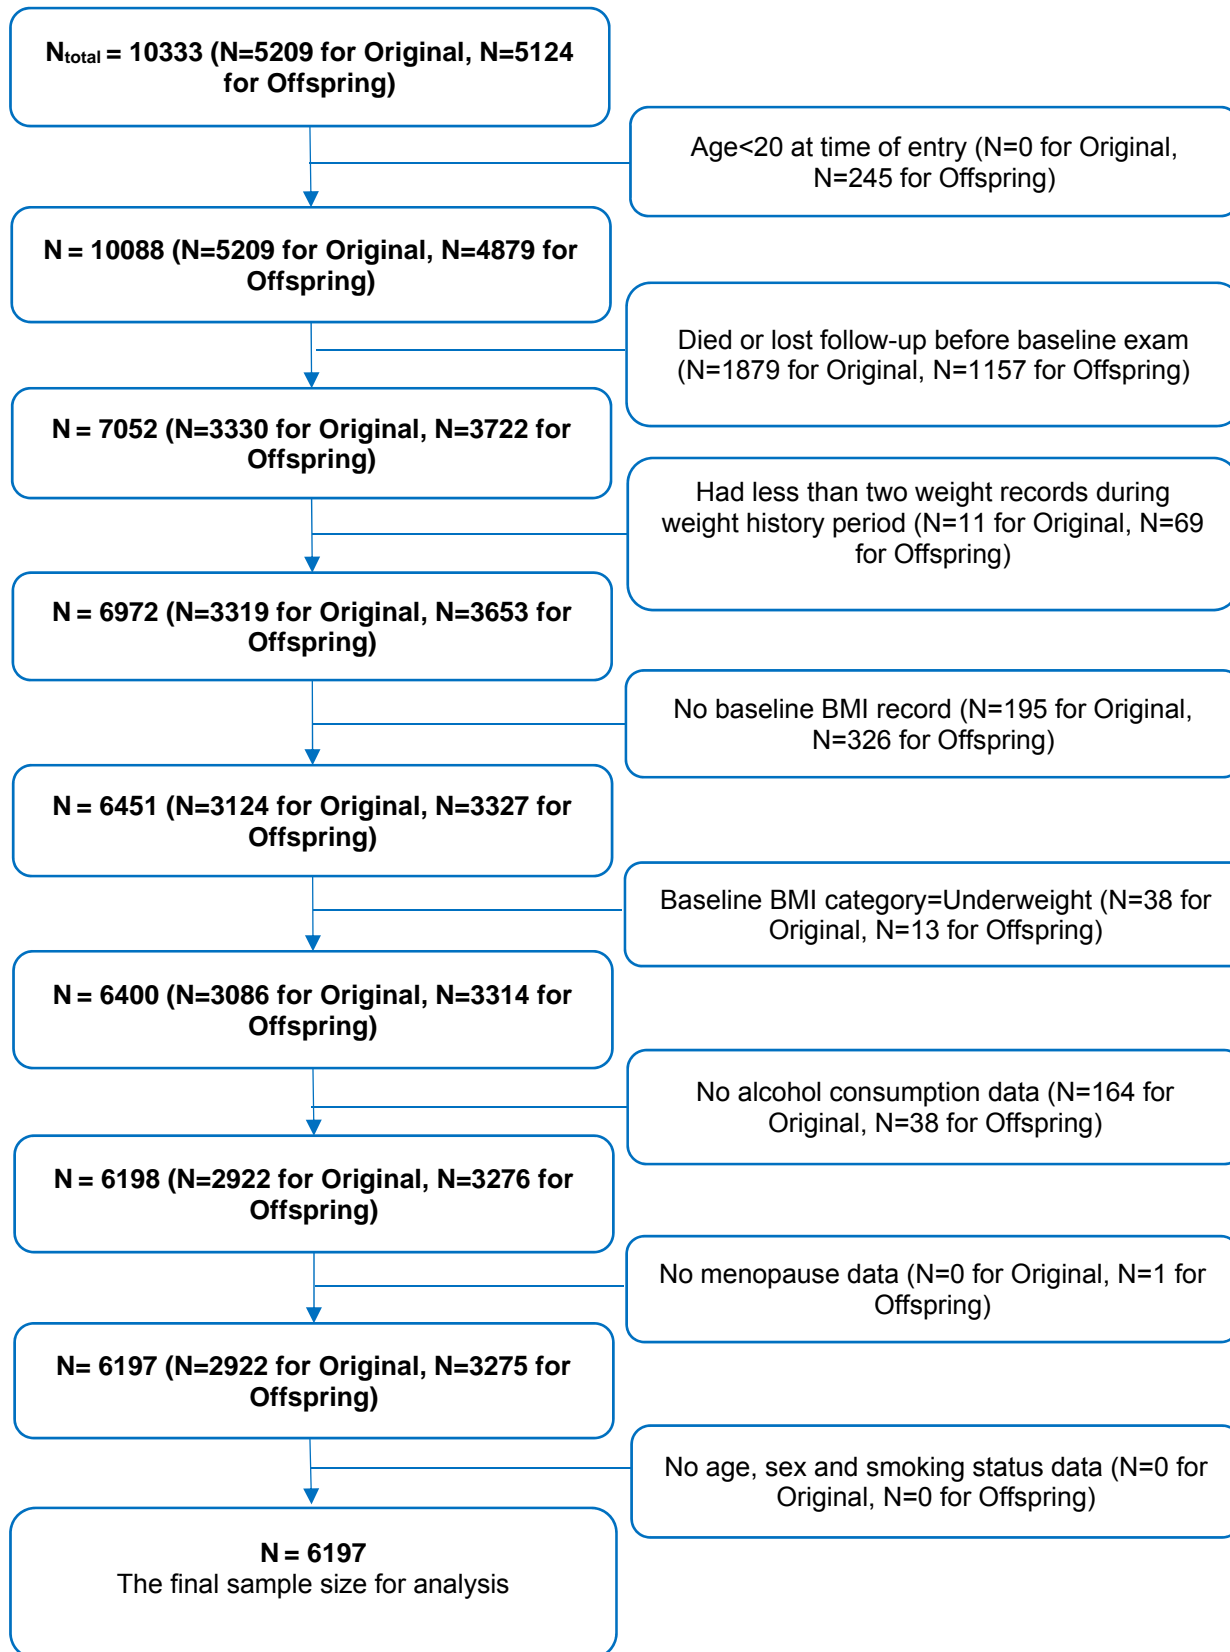 N_total = 10333 (N=5209 for Original, N=5124
for Offspring)
Age<20 at time of entry (N=0 for Original,
N=245 for Offspring)
N = 10088 (N=5209 for Original, N=4879 for
Offspring)
Died or lost follow-up before baseline exam
(N=1879 for Original, N=1157 for Offspring)
N = 7052 (N=3330 for Original, N=3722 for
Offspring)
Had less than two weight records during
weight history period (N=11 for Original, N=69
for Offspring)
N = 6972 (N=3319 for Original, N=3653 for
Offspring)
No baseline BMI record (N=195 for Original,
N=326 for Offspring)
N = 6451 (N=3124 for Original, N=3327 for
Offspring)
Baseline BMI category=Underweight (N=38 for
Original, N=13 for Offspring)
N = 6400 (N=3086 for Original, N=3314 for
Offspring)
No alcohol consumption data (N=164 for
Original, N=38 for Offspring)
N = 6198 (N=2922 for Original, N=3276 for
Offspring)
No menopause data (N=0 for Original, N=1 for
Offspring)
N= 6197 (N=2922 for Original, N=3275 for
Offspring)
No age, sex and smoking status data (N=0 for
Original, N=0 for Offspring)
N = 6197
The final sample size for analysis